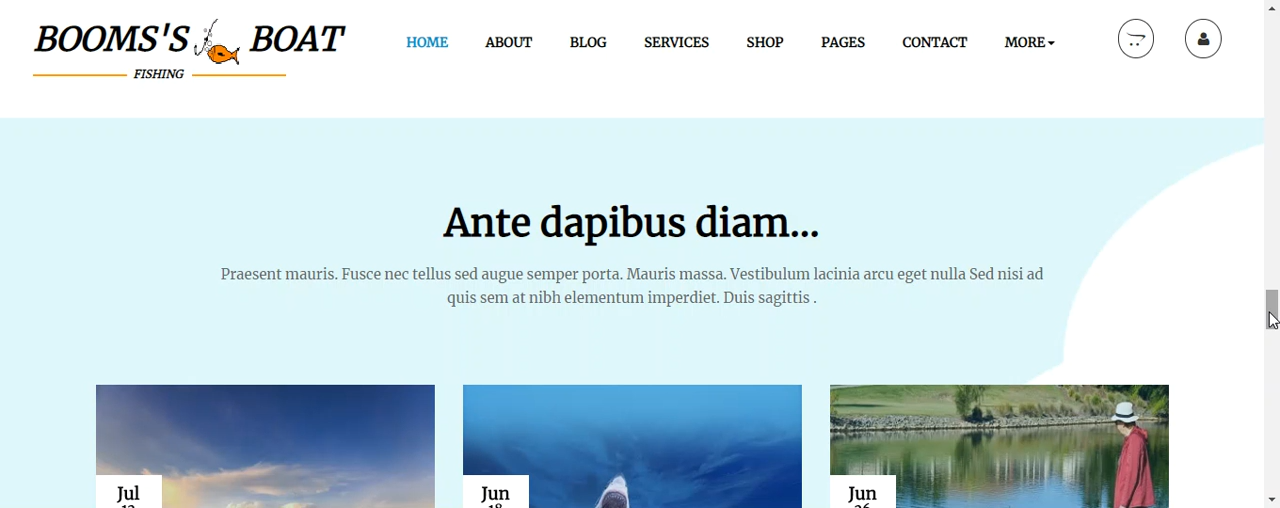 BOOMS'S BOAT
FISHING
HOME ABOUT BLOG SERVICES SHOP PAGES CONTACT MORE
Ante dapibus diam...
Praesent mauris. Fusce nec tellus sed augue semper porta. Mauris massa. Vestibulum lacinia arcu eget nulla Sed nisi ad
quis sem at nibh elementum imperdiet. Duis sagittis .
Jul Jun Jun